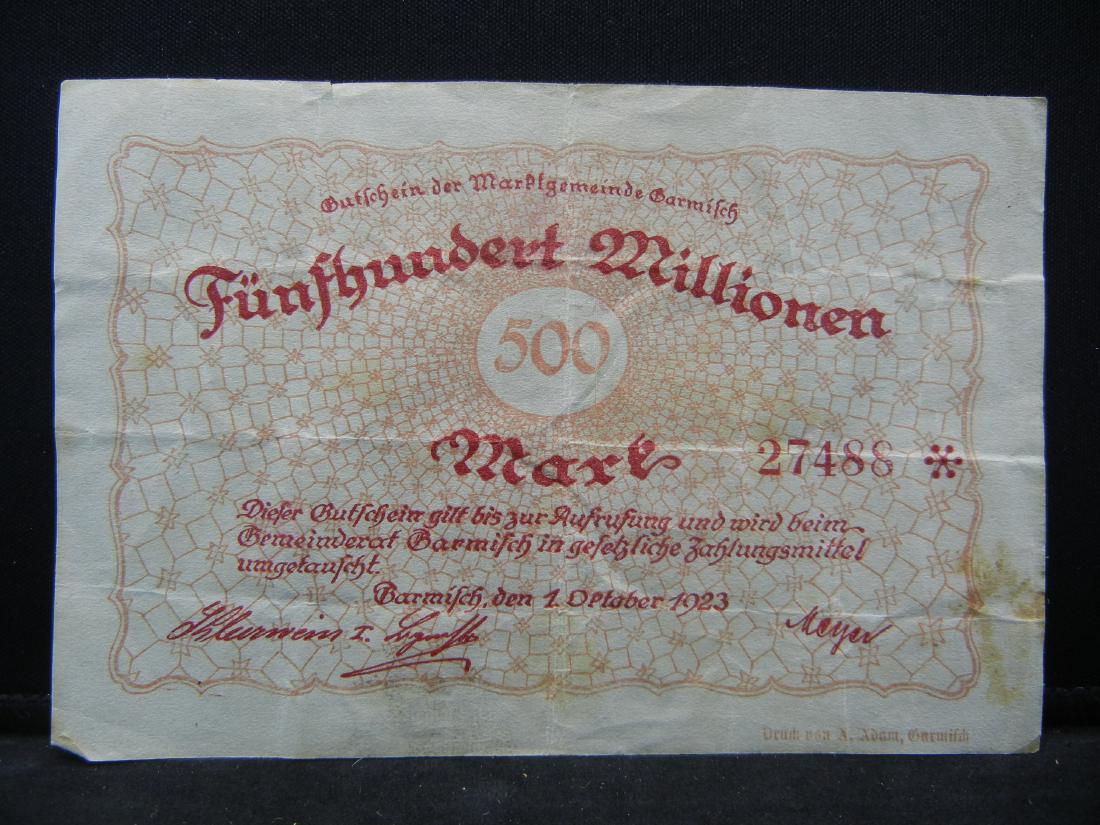 Gutschein der Marktgemeinde Garmisch
Fünfhundert Millionen
500
Mark
27488 *
Dieser Gutschein gilt bis zur Aufrufung und wird beim
Gemeinderat Garmisch in gesetzliche Zahlungsmittel
umgetauscht.
Garmisch, den 1. Oktober 1923
I.
Meyer
Druck von A. Adam, Garmisch